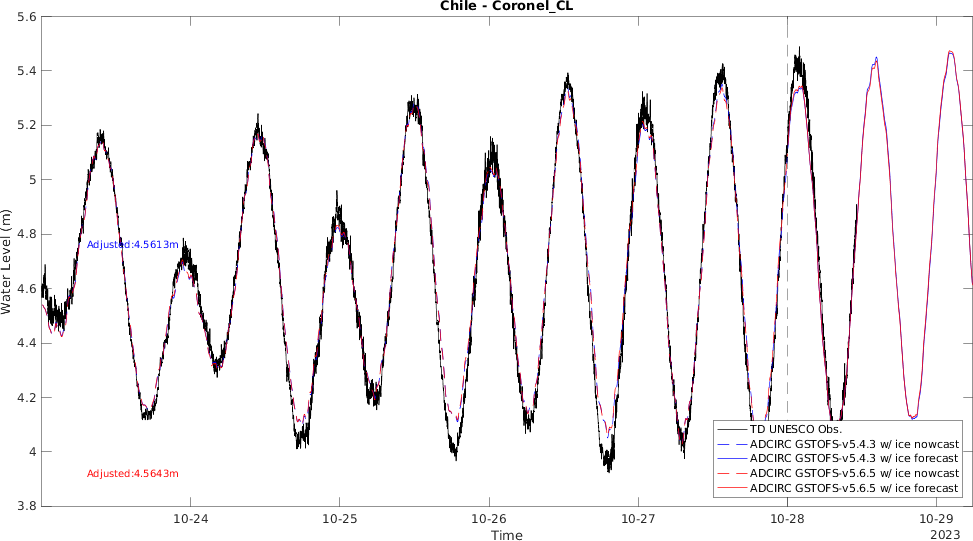 Chile - Coronel_CL
5.6
5.4
5.2
5
4.8
4.6
4.4
4.2
4
3.8
Water Level (m)
Adjusted:4.5613m
Adjusted:4.5643m
TD UNESCO Obs.
ADCIRC GSTOFS-v5.4.3 w/ ice nowcast
ADCIRC GSTOFS-v5.4.3 w/ ice forecast
ADCIRC GSTOFS-v5.6.5 w/ ice nowcast
ADCIRC GSTOFS-v5.6.5 w/ ice forecast
10-24 10-25 10-26 10-27 10-28 10-29
Time
2023